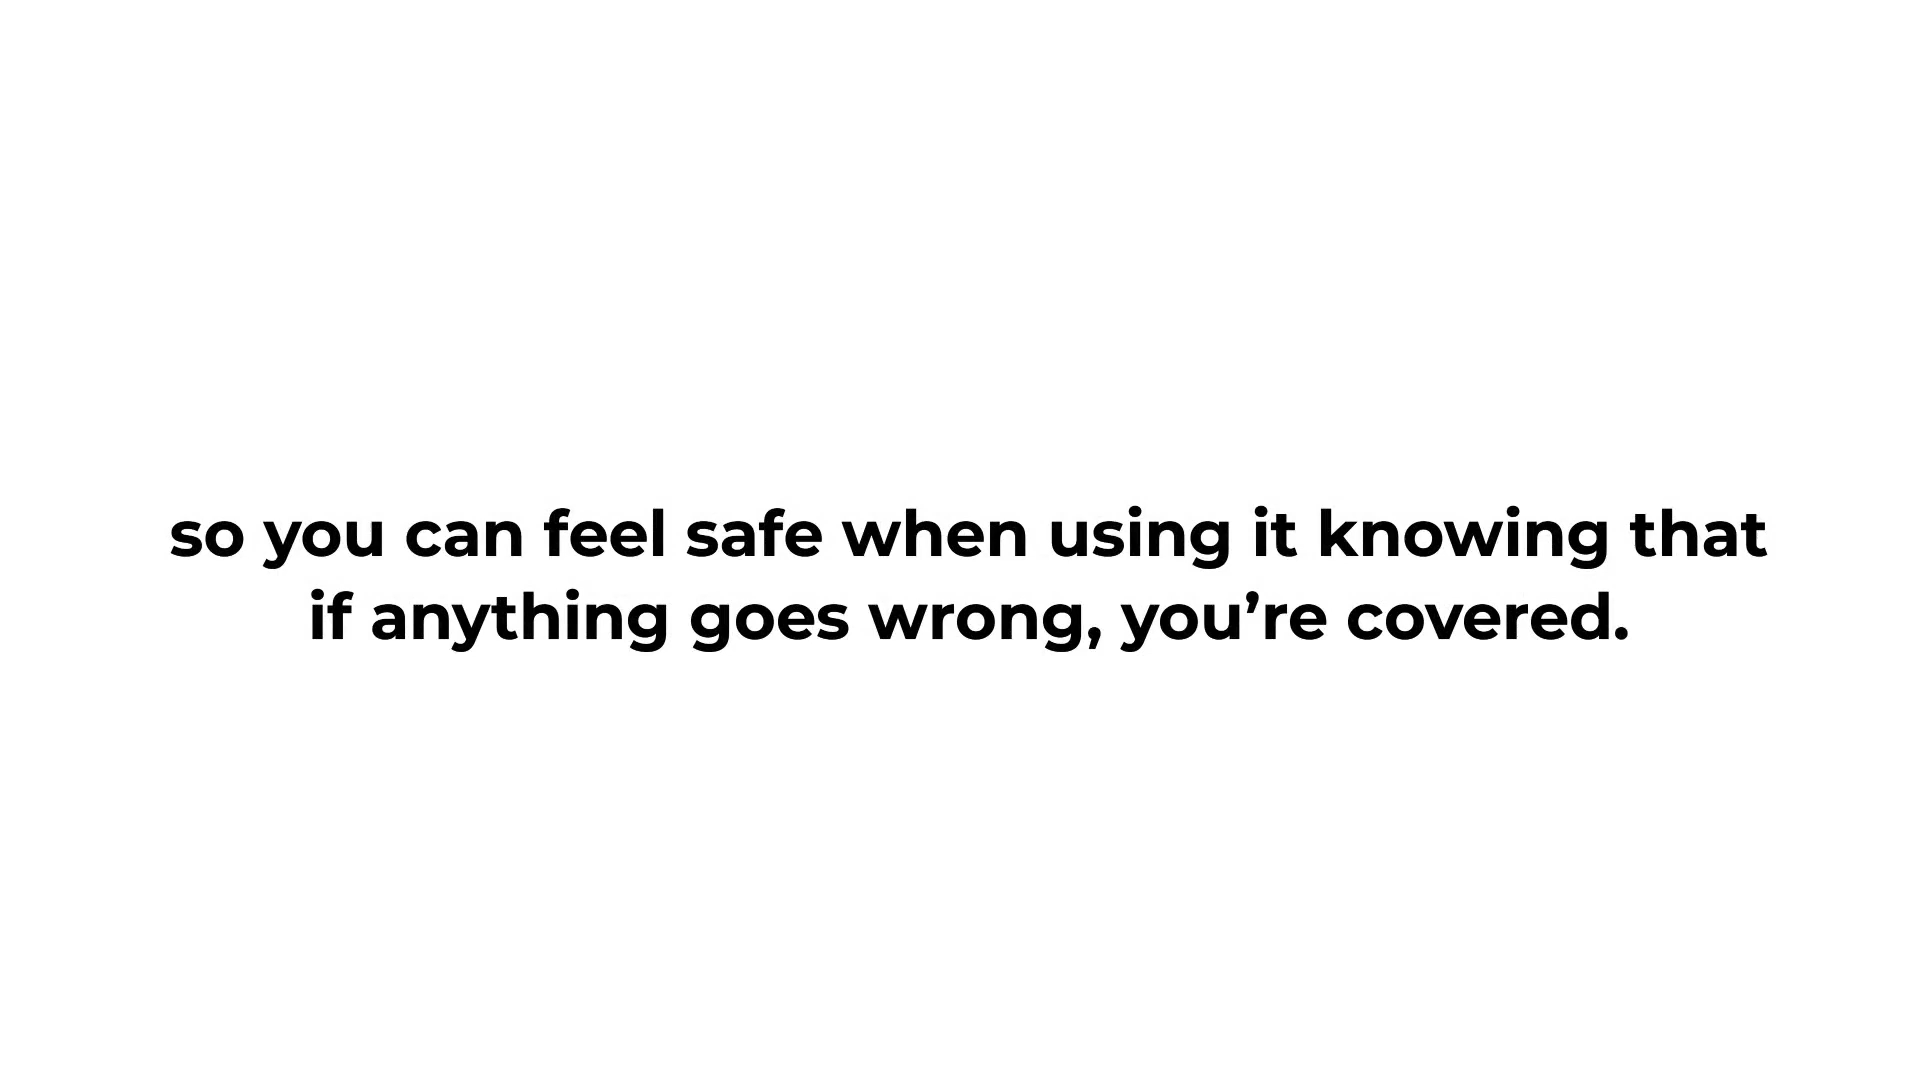 so you can feel safe when using it knowing that
if anything goes wrong, you’re covered.